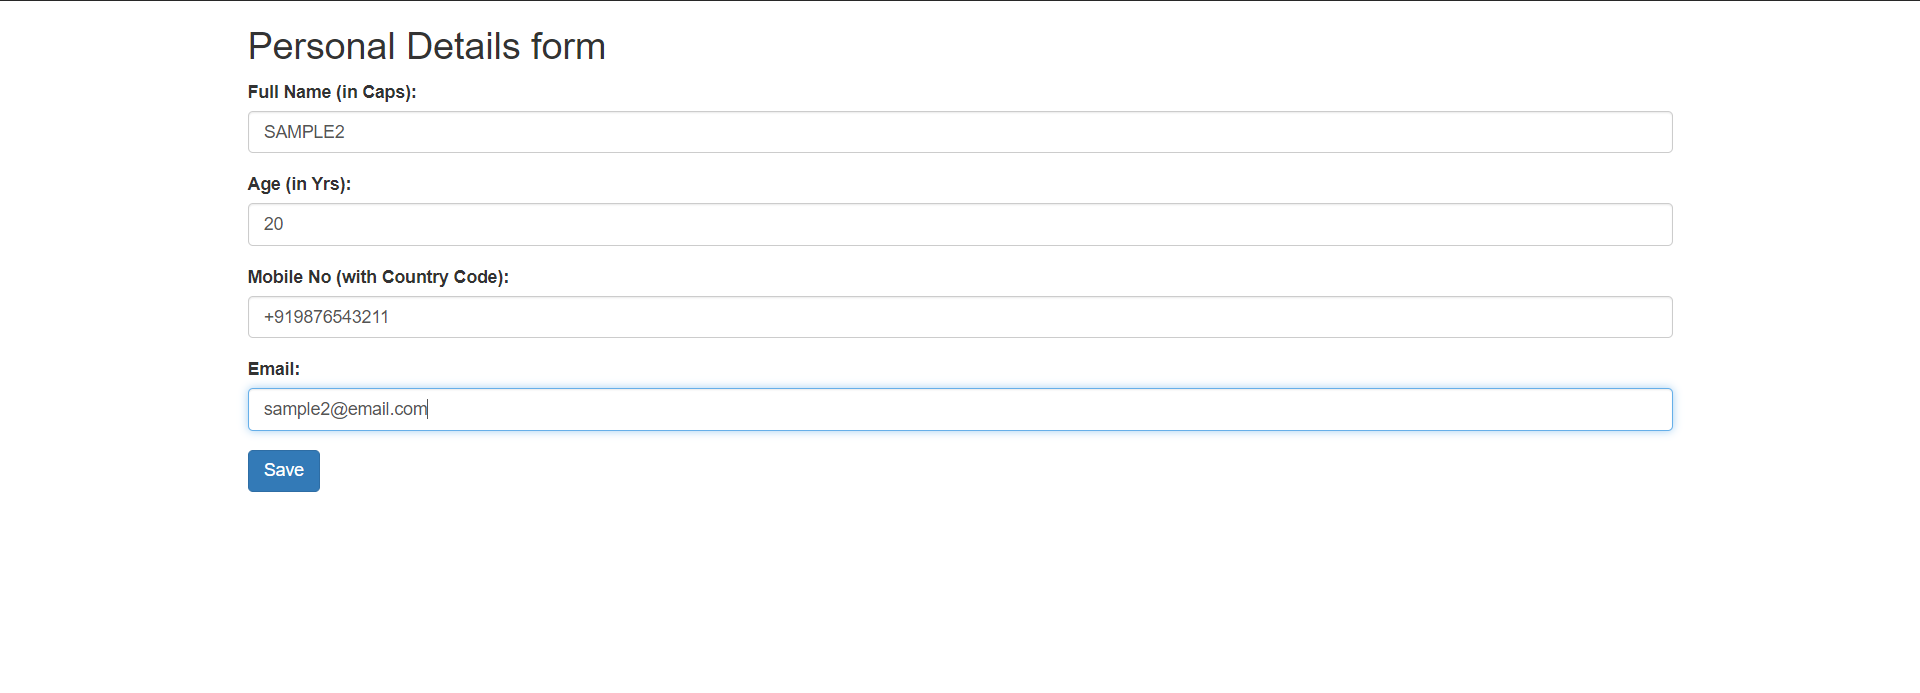 Personal Details form
Full Name (in Caps):
SAMPLE2
Age (in Yrs):
20
Mobile No (with Country Code):
+919876543211
Email:
sample2@email.com
Save